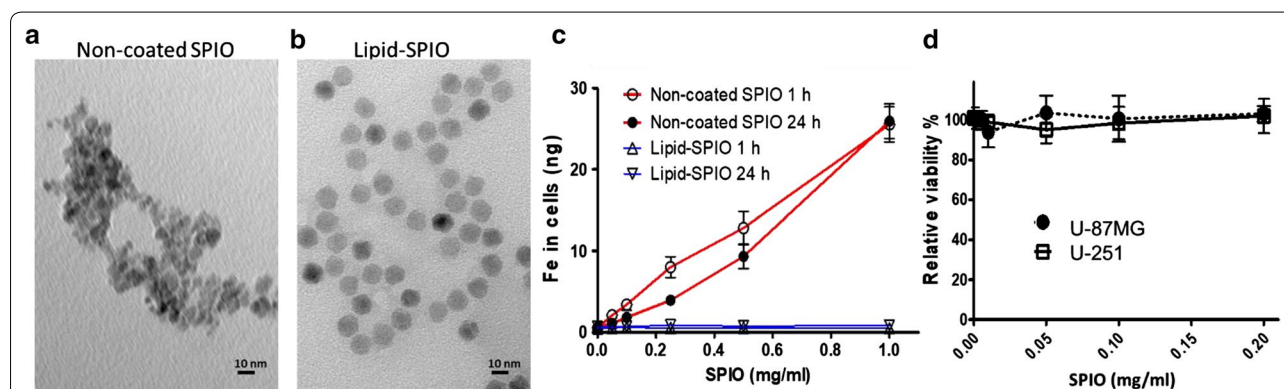 a
Non-coated SPIO
10 nm
b
Lipid-SPIO
10 nm
c
Fe in cells (ng)
30
20
10
0
Non-coated SPIO 1 h
Non-coated SPIO 24 h
Lipid-SPIO 1 h
Lipid-SPIO 24 h
0.0 0.2 0.4 0.6 0.8 1.0
SPIO (mg/ml)
d
Relative viability %
100
80
60
40
20
0
U-87MG
U-251
0.00 0.05 0.10 0.15 0.20
SPIO (mg/ml)